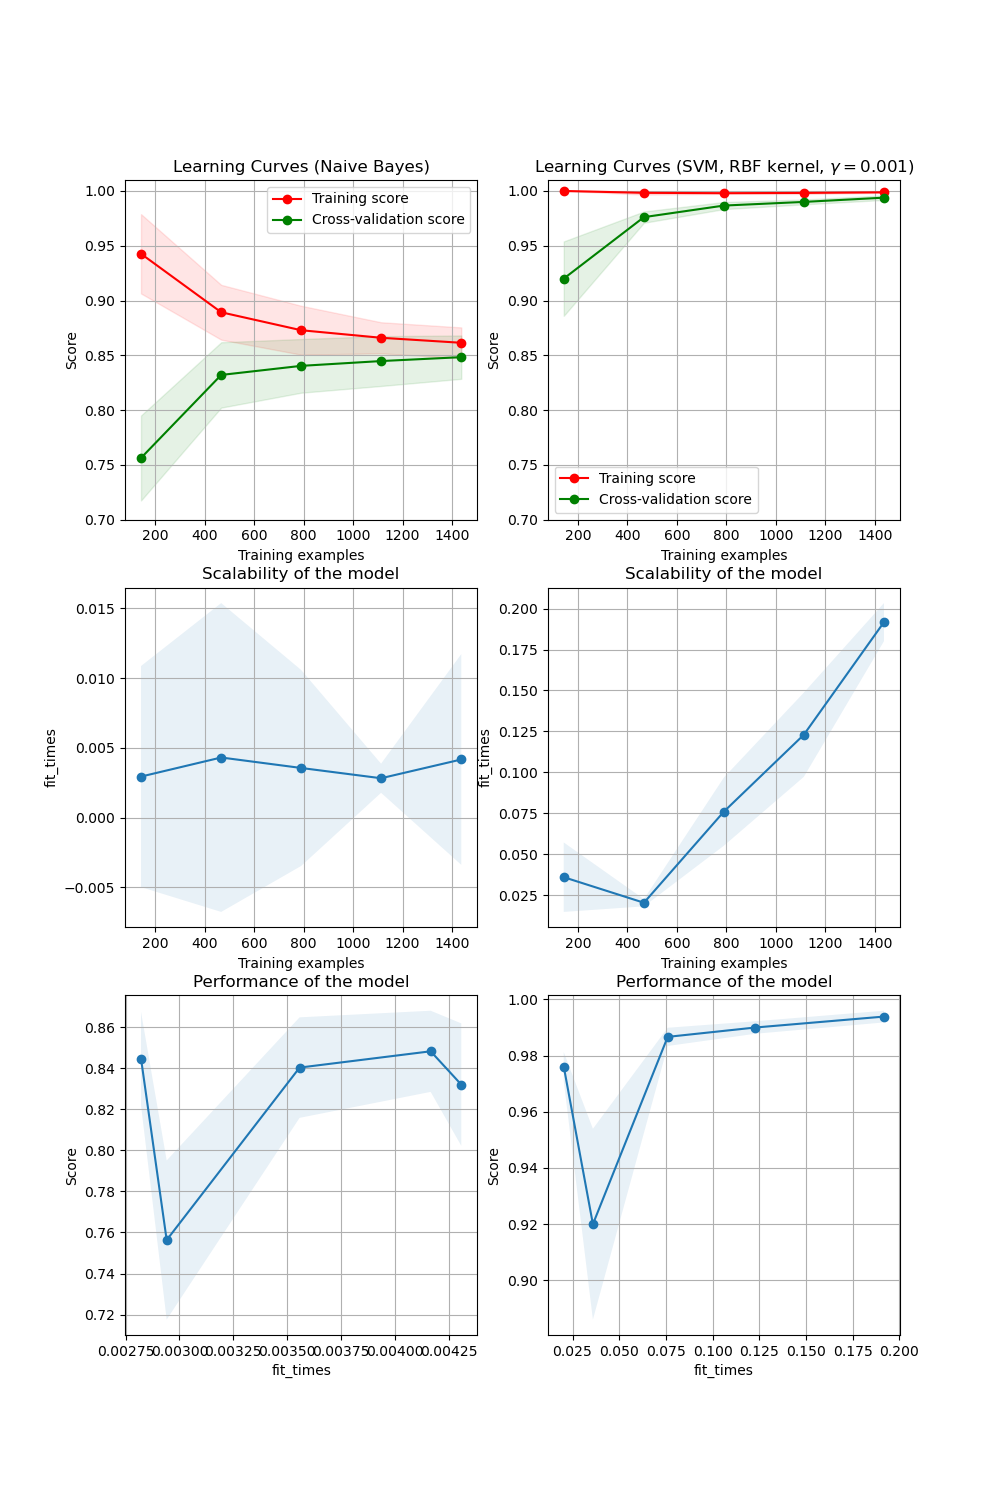 Learning Curves (Naive Bayes)
1.00
0.95
0.90
0.85
0.80
0.75
0.70
Score
Training score
Cross-validation score
200 400 600 800 1000 1200 1400
Training examples
Learning Curves (SVM, RBF kernel, γ = 0.001)
1.00
0.95
0.90
0.85
0.80
0.75
0.70
Score
Training score
Cross-validation score
200 400 600 800 1000 1200 1400
Training examples
Scalability of the model
0.015
0.010
0.005
0.000
−0.005
fit_times
200 400 600 800 1000 1200 1400
Training examples
Scalability of the model
0.200
0.175
0.150
0.125
0.100
0.075
0.050
0.025
fit_times
200 400 600 800 1000 1200 1400
Training examples
Performance of the model
0.86
0.84
0.82
0.80
0.78
0.76
0.74
0.72
Score
0.00275 0.00300 0.00325 0.00350 0.00375 0.00400 0.00425
fit_times
Performance of the model
1.00
0.98
0.96
0.94
0.92
0.90
Score
0.025 0.050 0.075 0.100 0.125 0.150 0.175 0.200
fit_times